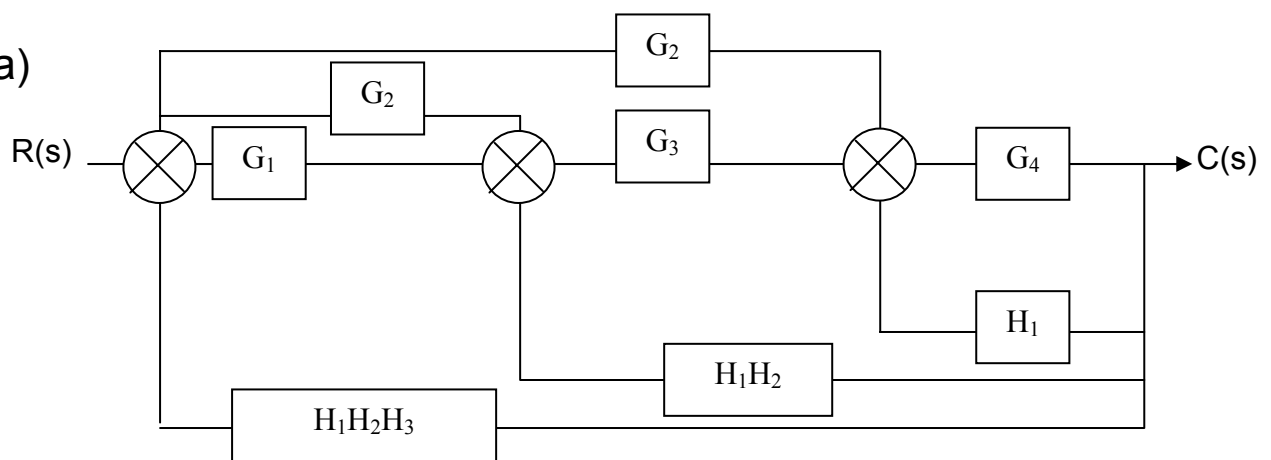 a)
G₂
G₂
R(s)
G₁
G₃
G₄
C(s)
H₁
H₁H₂
H₁H₂H₃